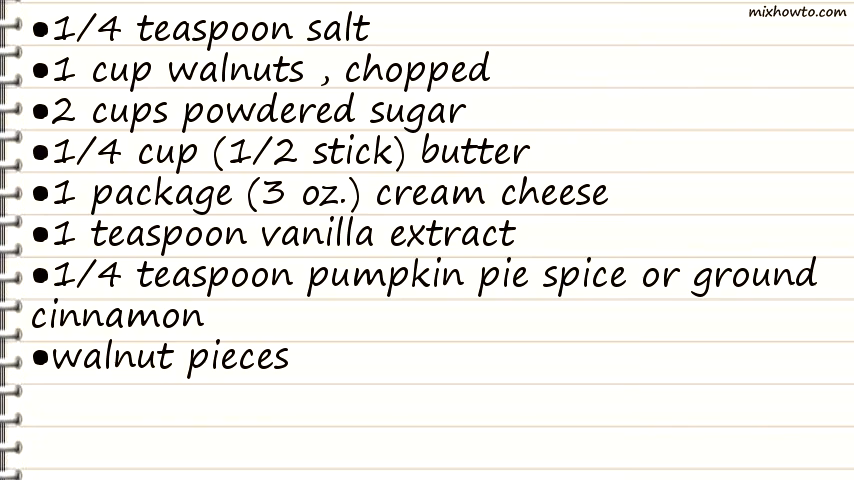 mixhowto.com
•1/4 teaspoon salt
•1 cup walnuts , chopped
•2 cups powdered sugar
•1/4 cup (1/2 stick) butter
•1 package (3 oz.) cream cheese
•1 teaspoon vanilla extract
•1/4 teaspoon pumpkin pie spice or ground
cinnamon
•walnut pieces